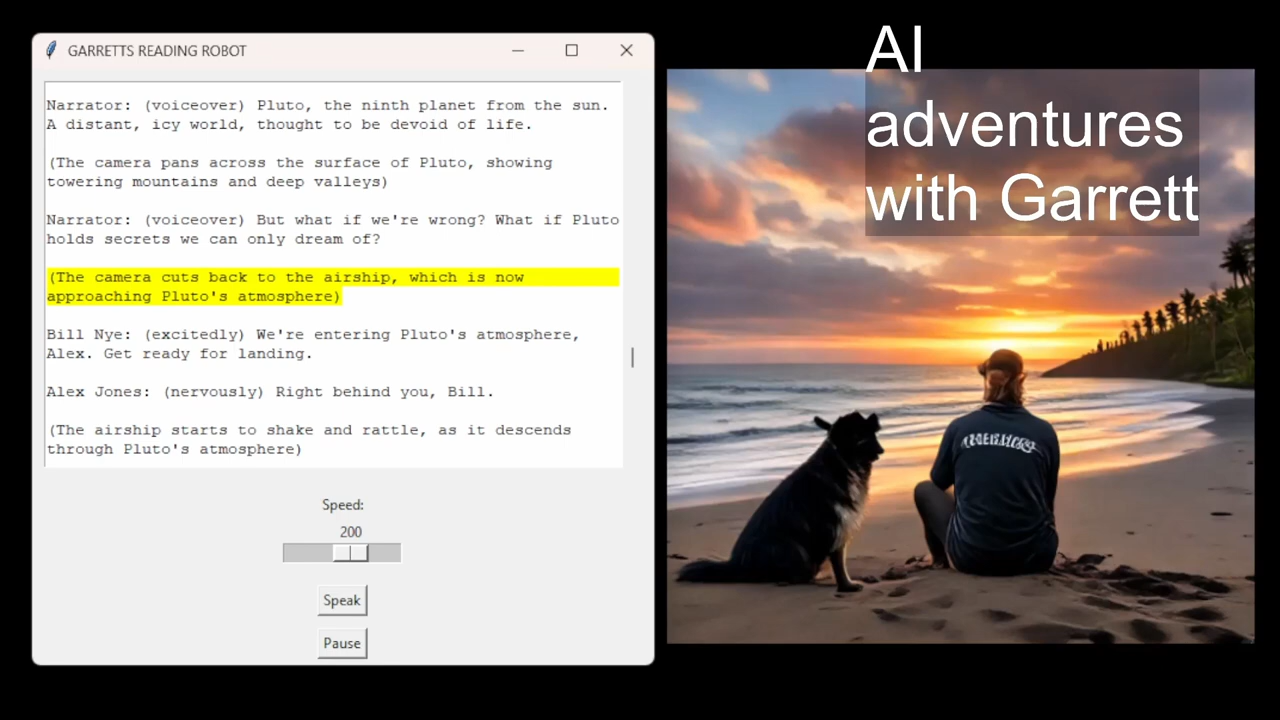 GARRETTS READING ROBOT
Narrator: (voiceover) Pluto, the ninth planet from the sun.
A distant, icy world, thought to be devoid of life.
(The camera pans across the surface of Pluto, showing
towering mountains and deep valleys)
Narrator: (voiceover) But what if we're wrong? What if Pluto
holds secrets we can only dream of?
(The camera cuts back to the airship, which is now
approaching Pluto's atmosphere)
Bill Nye: (excitedly) We're entering Pluto's atmosphere,
Alex. Get ready for landing.
Alex Jones: (nervously) Right behind you, Bill.
(The airship starts to shake and rattle, as it descends
through Pluto's atmosphere)
Speed:
200
Speak
Pause
AI
adventures
with Garrett